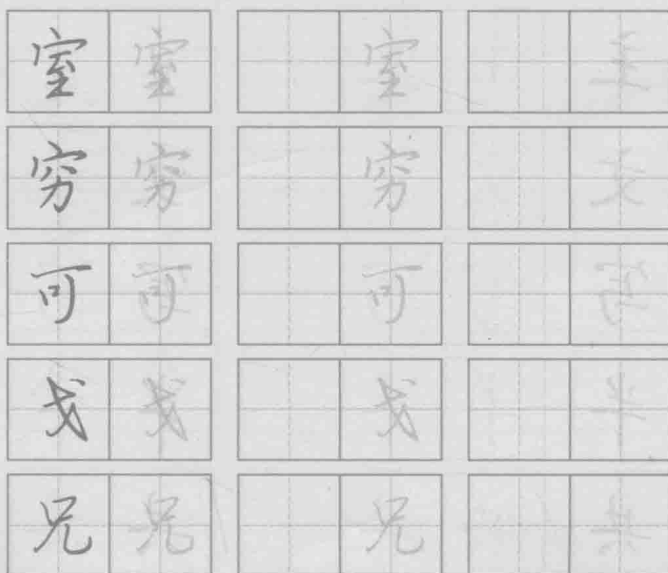 室 室 室
穷 穷 穷
可 可 可
戈 戈 戈
兄 兄 兄